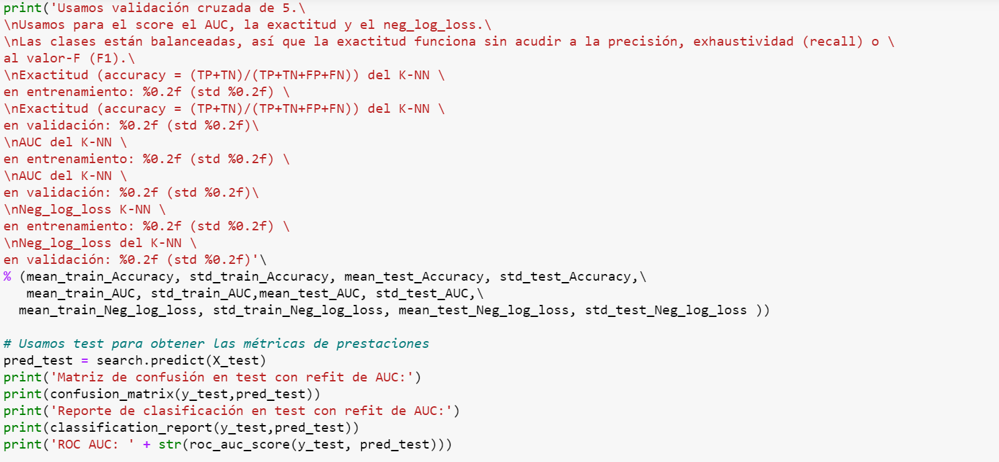 print('Usamos validación cruzada de 5.\
\nUsamos para el score el AUC, la exactitud y el neg_log_loss.\
\nLas clases están balanceadas, así que la exactitud funciona sin acudir a la precisión, exhaustividad (recall) o \
al valor-F (F1).\
\nExactitud (accuracy = (TP+TN)/(TP+TN+FP+FN)) del K-NN \
en entrenamiento: %0.2f (std %0.2f) \
\nExactitud (accuracy = (TP+TN)/(TP+TN+FP+FN)) del K-NN \
en validación: %0.2f (std %0.2f)\
\nAUC del K-NN \
en entrenamiento: %0.2f (std %0.2f) \
\nAUC del K-NN \
en validación: %0.2f (std %0.2f)\
\nNeg_log_loss K-NN \
en entrenamiento: %0.2f (std %0.2f) \
\nNeg_log_loss del K-NN \
en validación: %0.2f (std %0.2f)'\
% (mean_train_Accuracy, std_train_Accuracy, mean_test_Accuracy, std_test_Accuracy,\
   mean_train_AUC, std_train_AUC,mean_test_AUC, std_test_AUC,\
  mean_train_Neg_log_loss, std_train_Neg_log_loss, mean_test_Neg_log_loss, std_test_Neg_log_loss ))

# Usamos test para obtener las métricas de prestaciones
pred_test = search.predict(X_test)
print('Matriz de confusión en test con refit de AUC:')
print(confusion_matrix(y_test,pred_test))
print('Reporte de clasificación en test con refit de AUC:')
print(classification_report(y_test,pred_test))
print('ROC AUC: ' + str(roc_auc_score(y_test, pred_test)))